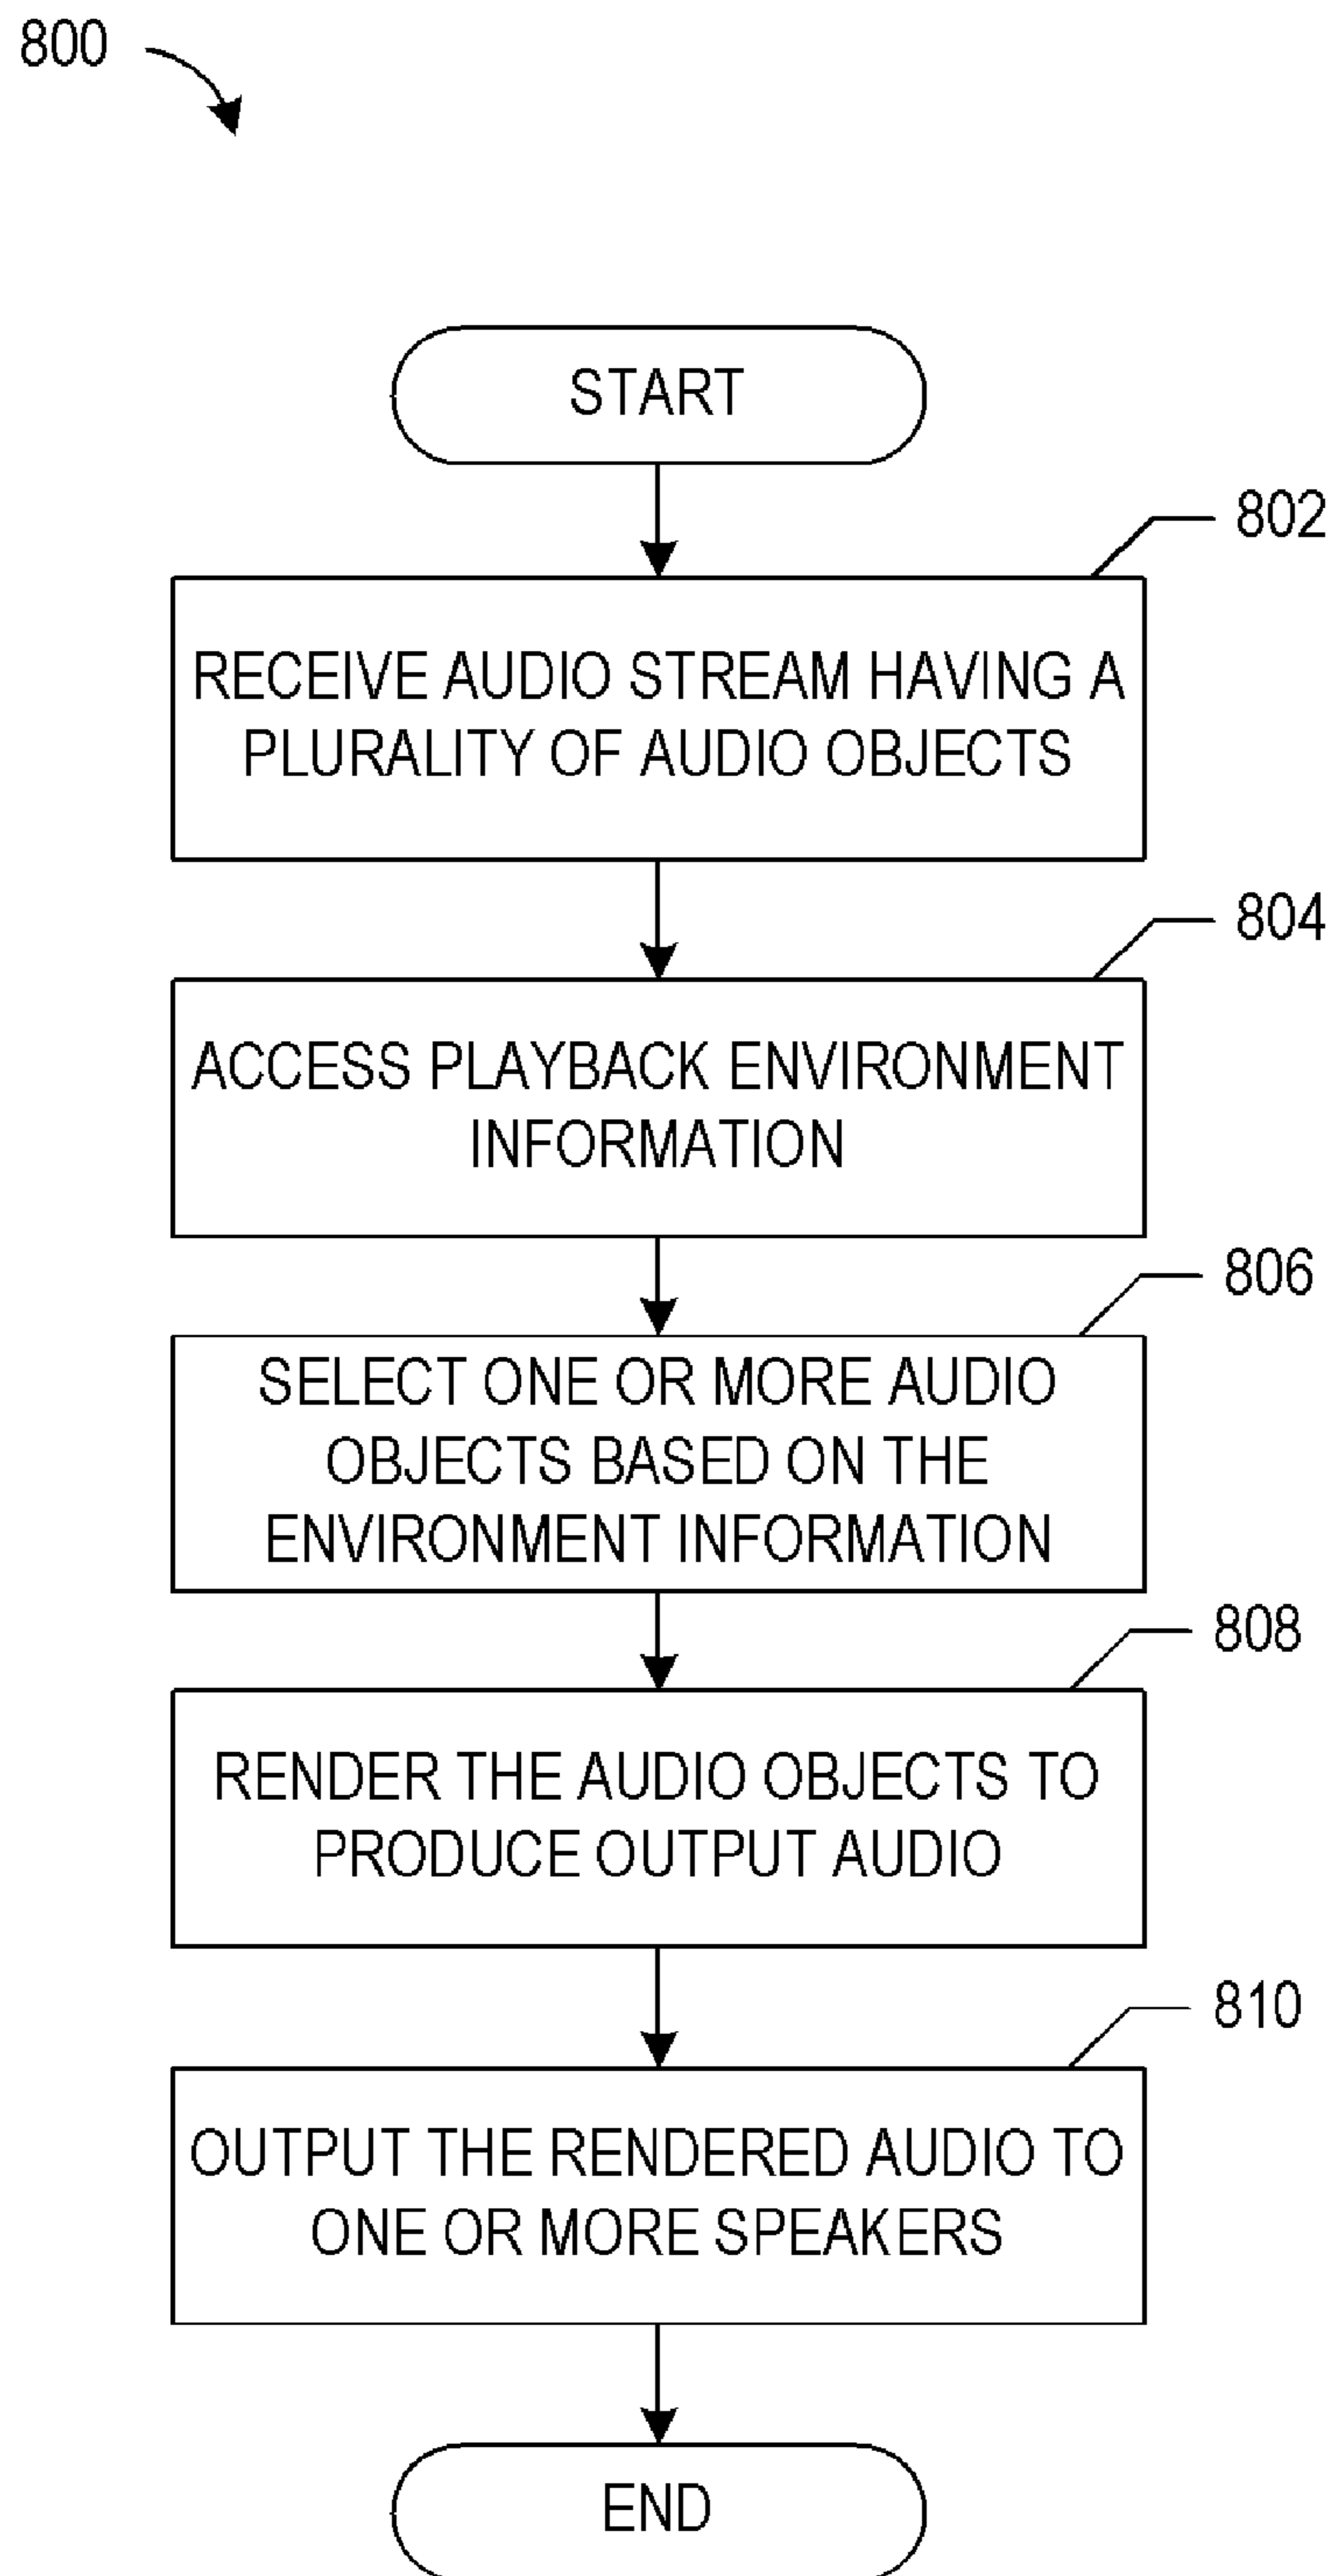 800
START
802
RECEIVE AUDIO STREAM HAVING A
PLURALITY OF AUDIO OBJECTS
804
ACCESS PLAYBACK ENVIRONMENT
INFORMATION
806
SELECT ONE OR MORE AUDIO
OBJECTS BASED ON THE
ENVIRONMENT INFORMATION
808
RENDER THE AUDIO OBJECTS TO
PRODUCE OUTPUT AUDIO
810
OUTPUT THE RENDERED AUDIO TO
ONE OR MORE SPEAKERS
END